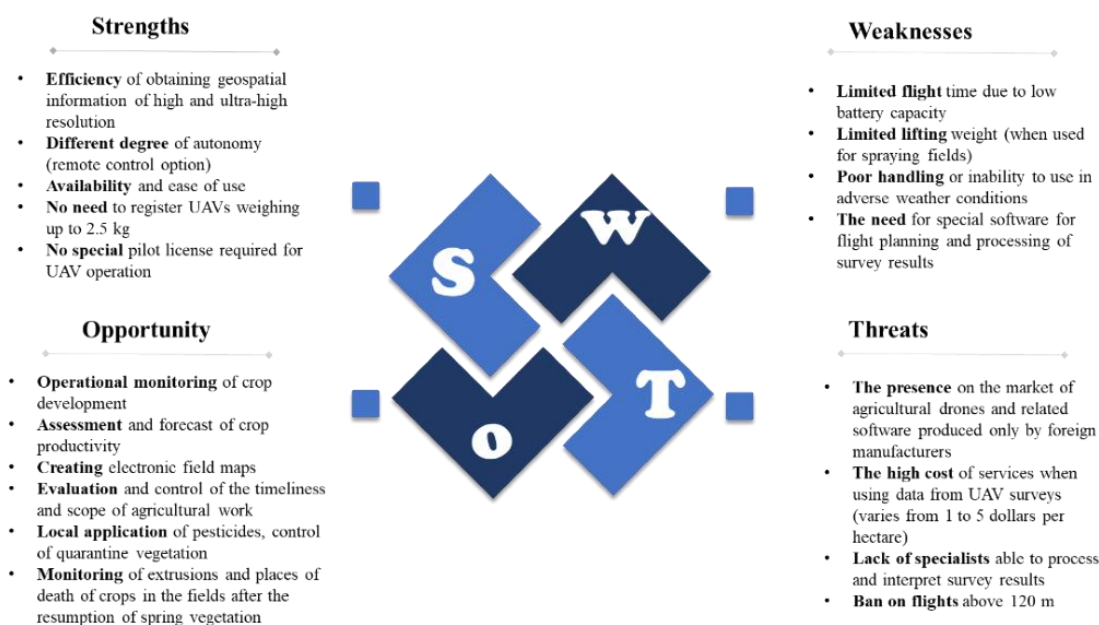 Strengths
• Efficiency of obtaining geospatial
information of high and ultra-high
resolution
• Different degree of autonomy
(remote control option)
• Availability and ease of use
• No need to register UAVs weighing
up to 2.5 kg
• No special pilot license required for
UAV operation
Weaknesses
• Limited flight time due to low
battery capacity
• Limited lifting weight (when used
for spraying fields)
• Poor handling or inability to use in
adverse weather conditions
• The need for special software for
flight planning and processing of
survey results
S
W
O
T
Opportunity
• Operational monitoring of crop
development
• Assessment and forecast of crop
productivity
• Creating electronic field maps
• Evaluation and control of the timeliness
and scope of agricultural work
• Local application of pesticides, control
of quarantine vegetation
• Monitoring of extrusions and places of
death of crops in the fields after the
resumption of spring vegetation
Threats
• The presence on the market of
agricultural drones and related
software produced only by foreign
manufacturers
• The high cost of services when
using data from UAV surveys
(varies from 1 to 5 dollars per
hectare)
• Lack of specialists able to process
and interpret survey results
• Ban on flights above 120 m